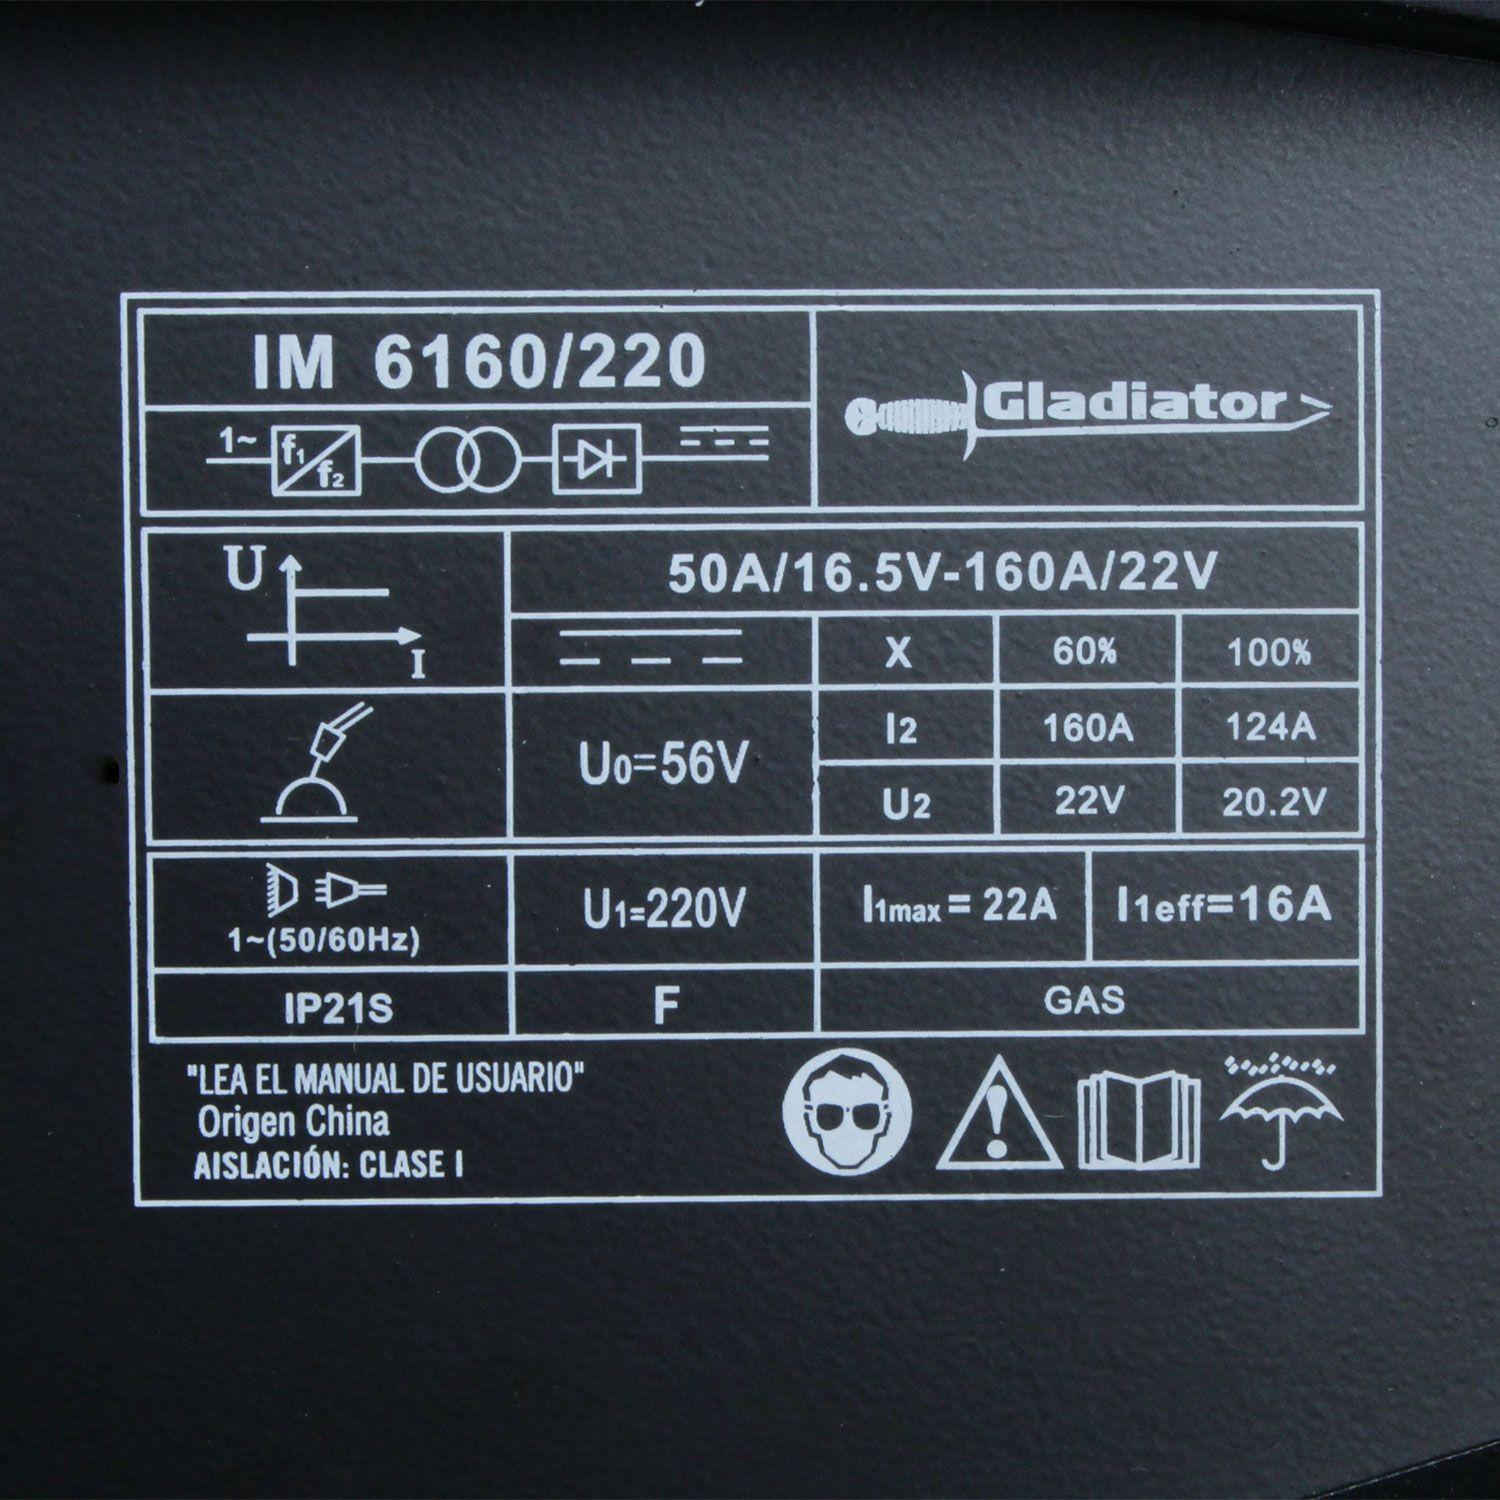 IM 6160/220
Gladiator
1~ f1 f2
U
I
50A/16.5V-160A/22V
X 60% 100%
U0=56V
I2 160A 124A
U2 22V 20.2V
1~(50/60Hz)
U1=220V
I1max= 22A
I1eff=16A
IP21S F GAS
"LEA EL MANUAL DE USUARIO"
Origen China
AISLACIÓN: CLASE I